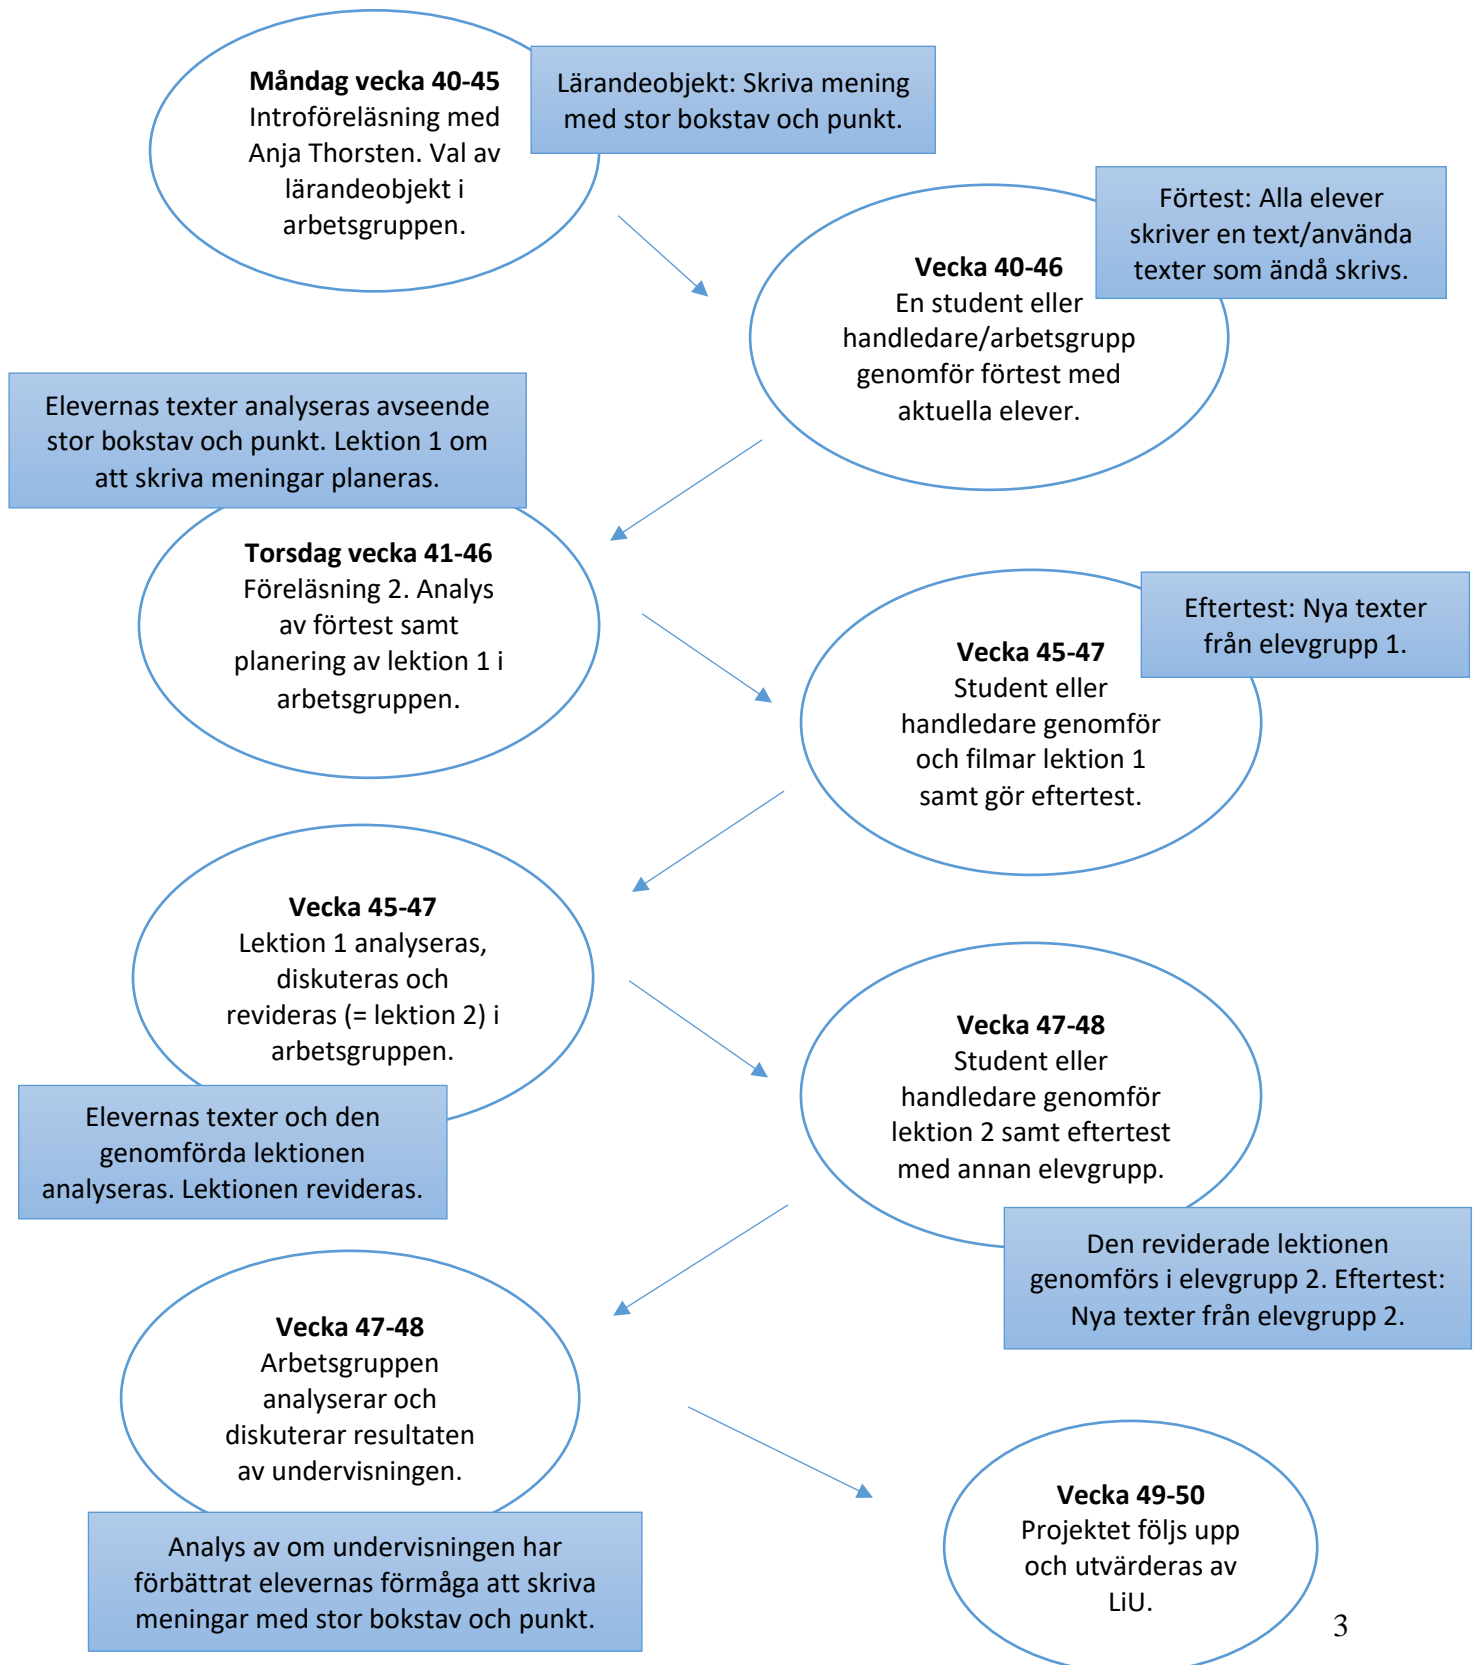 Måndag vecka 40-45
Introföreläsning med
Anja Thorsten. Val av
lärandeobjekt i
arbetsgruppen.
Lärandeobjekt: Skriva mening
med stor bokstav och punkt.
Vecka 40-46
En student eller
handledare/arbetsgrupp
genomför förtest med
aktuella elever.
Förtest: Alla elever
skriver en text/använda
texter som ändå skrivs.
Elevernas texter analyseras avseende
stor bokstav och punkt. Lektion 1 om
att skriva meningar planeras.
Torsdag vecka 41-46
Föreläsning 2. Analys
av förtest samt
planering av lektion 1 i
arbetsgruppen.
Vecka 45-47
Student eller
handledare genomför
och filmar lektion 1
samt gör eftertest.
Eftertest: Nya texter
från elevgrupp 1.
Vecka 45-47
Lektion 1 analyseras,
diskuteras och
revideras (= lektion 2) i
arbetsgruppen.
Elevernas texter och den
genomförda lektionen
analyseras. Lektionen revideras.
Vecka 47-48
Student eller
handledare genomför
lektion 2 samt eftertest
med annan elevgrupp.
Den reviderade lektionen
genomförs i elevgrupp 2. Eftertest:
Nya texter från elevgrupp 2.
Vecka 47-48
Arbetsgruppen
analyserar och
diskuterar resultaten
av undervisningen.
Analys av om undervisningen har
förbättrat elevernas förmåga att skriva
meningar med stor bokstav och punkt.
Vecka 49-50
Projektet följs upp
och utvärderas av
LiU.
3